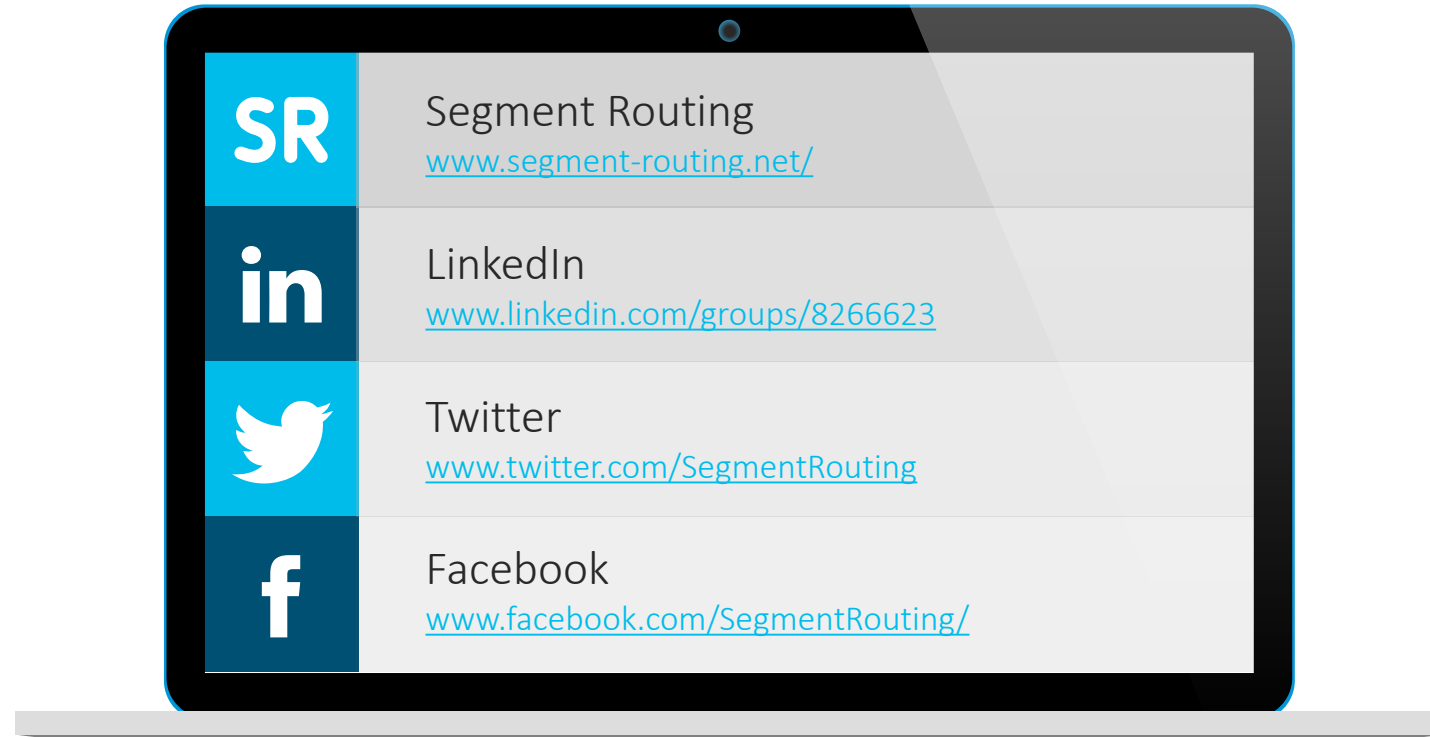 SR
Segment Routing
www.segment-routing.net/
in
LinkedIn
www.linkedin.com/groups/8266623
Twitter
www.twitter.com/SegmentRouting
f
Facebook
www.facebook.com/SegmentRouting/